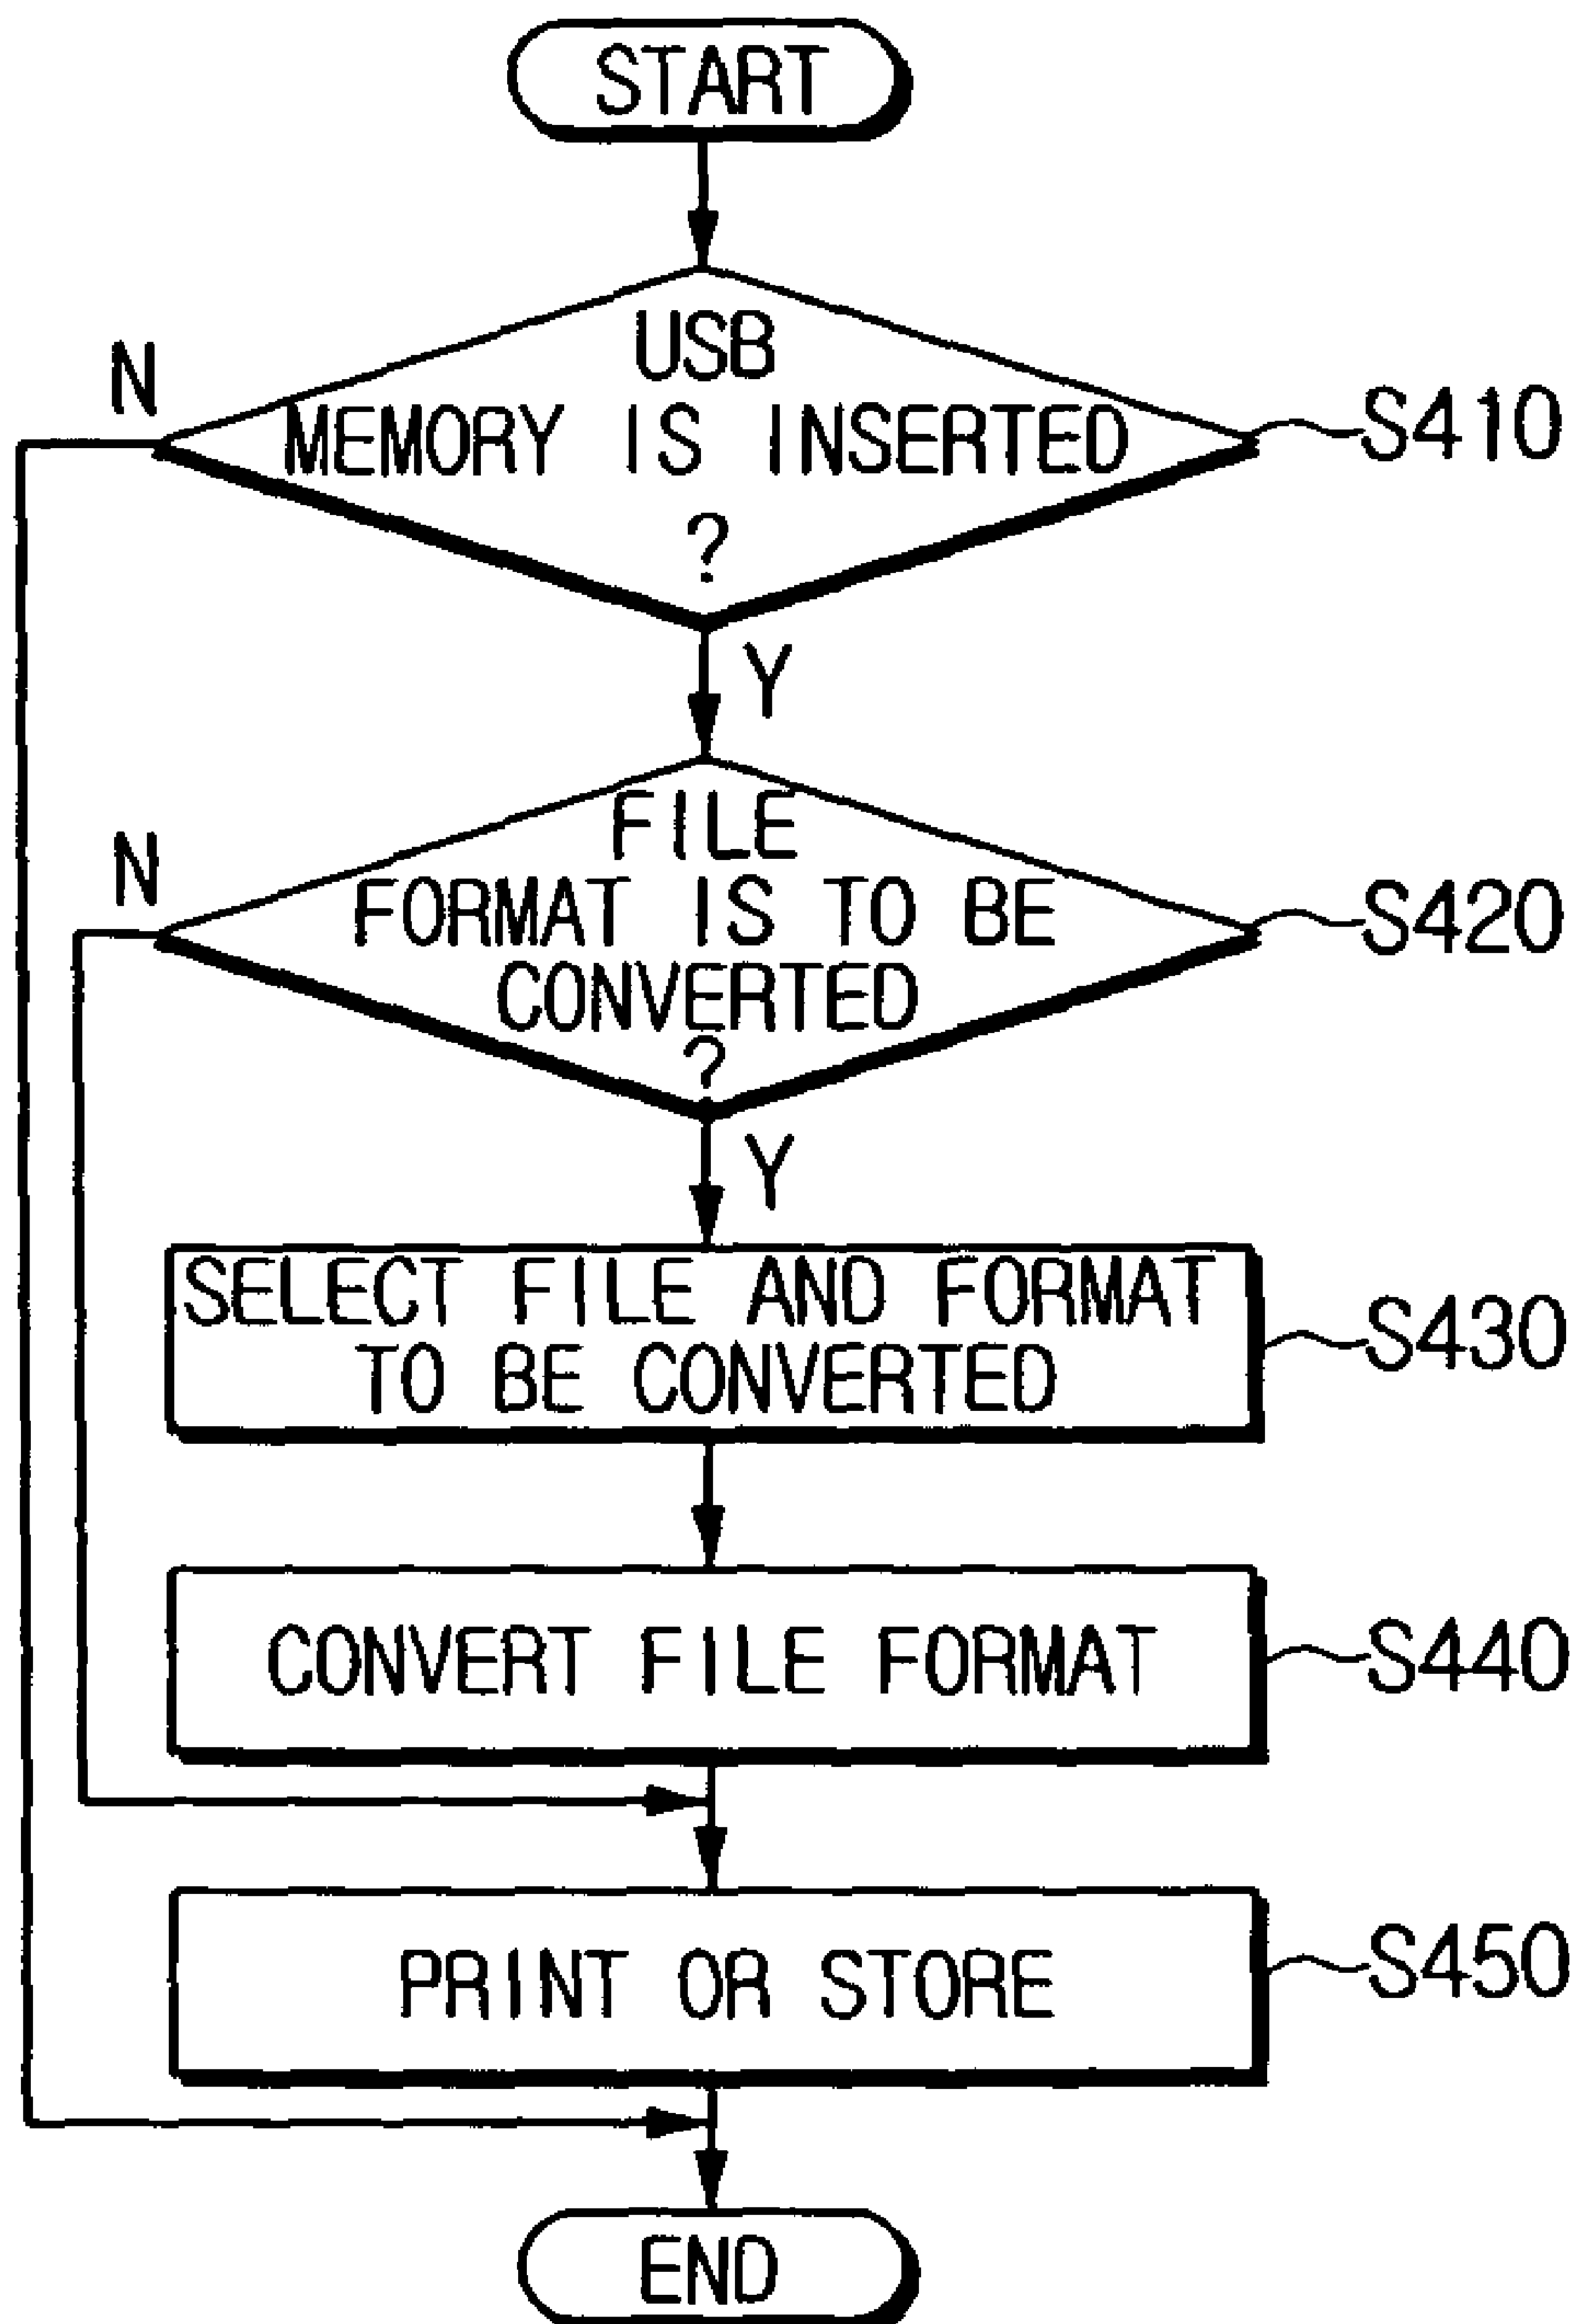 START
N
USB
MEMORY IS INSERTED
?
S410
Y
N
FILE
FORMAT IS TO BE
CONVERTED
?
S420
Y
SELECT FILE AND FORMAT
TO BE CONVERTED
S430
CONVERT FILE FORMAT
S440
PRINT OR STORE
S450
END